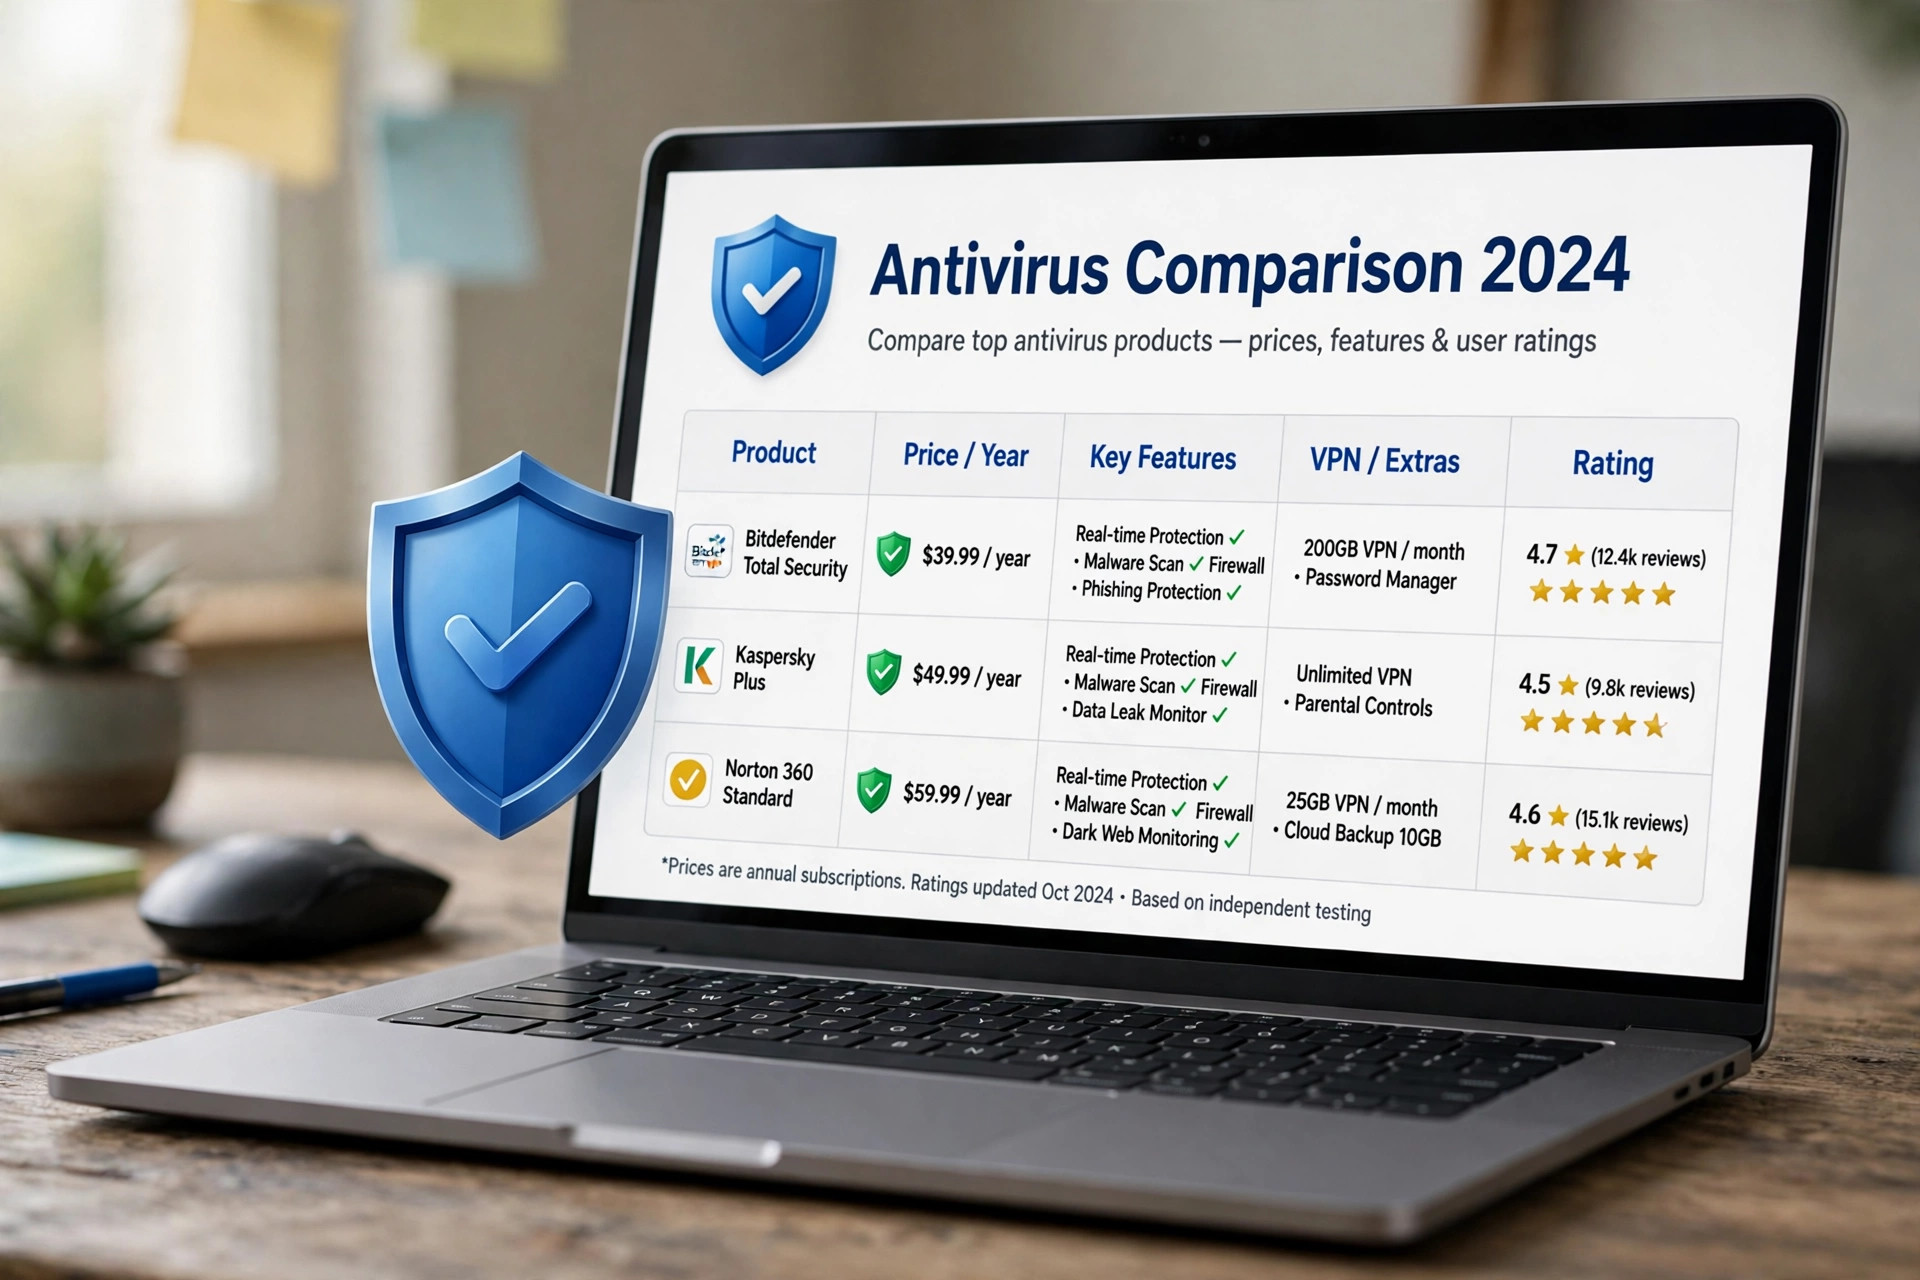 Antivirus Comparison 2024
Compare top antivirus products — prices, features & user ratings
Product
Price / Year
Key Features
VPN / Extras
Rating
Bitdefender
Total Security
$39.99 / year
Real-time Protection ✓
• Malware Scan ✓ Firewall
• Phishing Protection ✓
200GB VPN / month
• Password Manager
4.7 ★ (12.4k reviews)
K
Kaspersky
Plus
$49.99 / year
Real-time Protection ✓
• Malware Scan ✓ Firewall
• Data Leak Monitor ✓
Unlimited VPN
• Parental Controls
4.5 ★ (9.8k reviews)
Norton 360
Standard
$59.99 / year
Real-time Protection ✓
• Malware Scan ✓ Firewall
• Dark Web Monitoring ✓
25GB VPN / month
• Cloud Backup 10GB
4.6 ★ (15.1k reviews)
*Prices are annual subscriptions. Ratings updated Oct 2024 • Based on independent testing